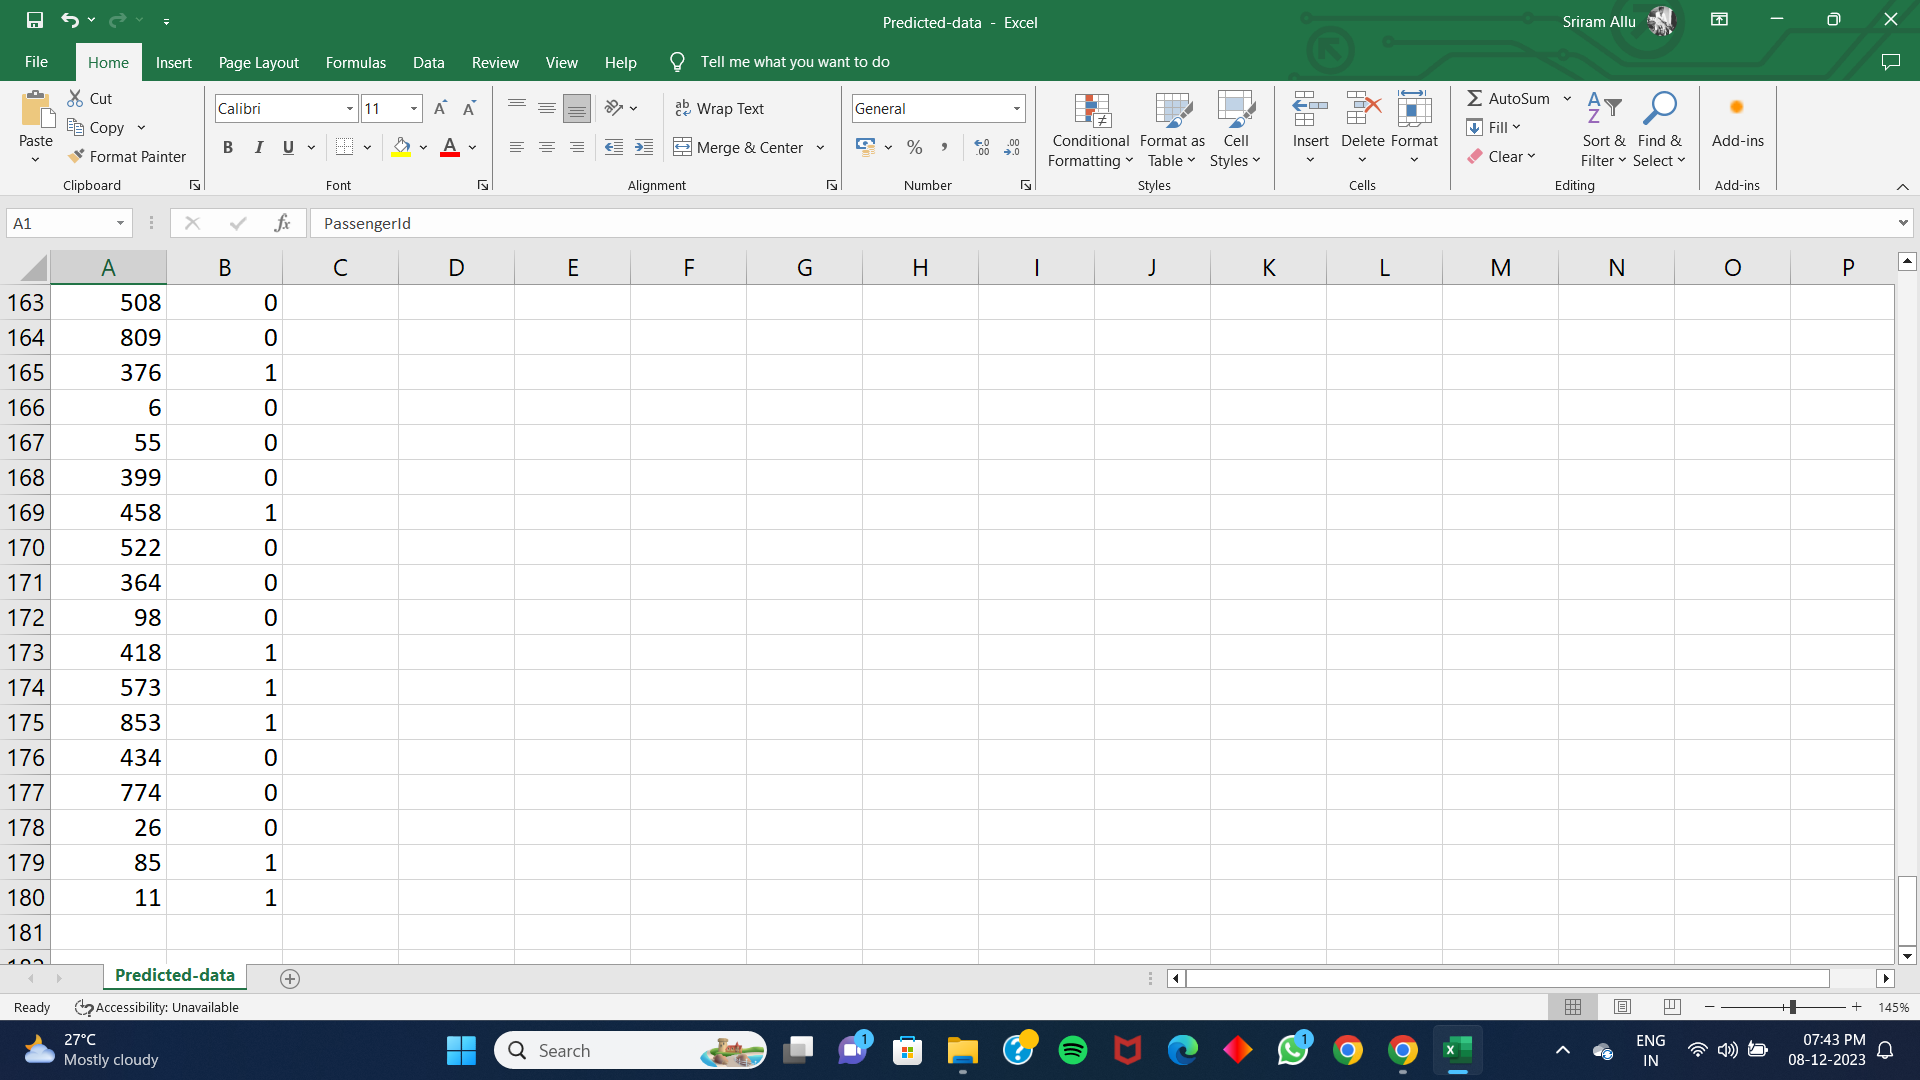 Predicted-data - Excel
Sriram Allu
File Home Insert Page Layout Formulas Data Review View Help Tell me what you want to do
Paste
Cut
Copy
Format Painter
Clipboard
Calibri 11
B I U A
Font
Wrap Text
Merge & Center
Alignment
General
% ,
Number
Conditional Formatting
Format as Table
Cell Styles
Styles
Insert Delete Format
Cells
AutoSum
Fill
Clear
Sort & Filter
Find & Select
Editing
Add-ins
Add-ins
A1 fx PassengerId
A B C D E F G H I J K L M N O P
163 508 0
164 809 0
165 376 1
166 6 0
167 55 0
168 399 0
169 458 1
170 522 0
171 364 0
172 98 0
173 418 1
174 573 1
175 853 1
176 434 0
177 774 0
178 26 0
179 85 1
180 11 1
181
Predicted-data
Ready Accessibility: Unavailable 145%
27°C
Mostly cloudy
Search
1
1
ENG
IN
07:43 PM
08-12-2023